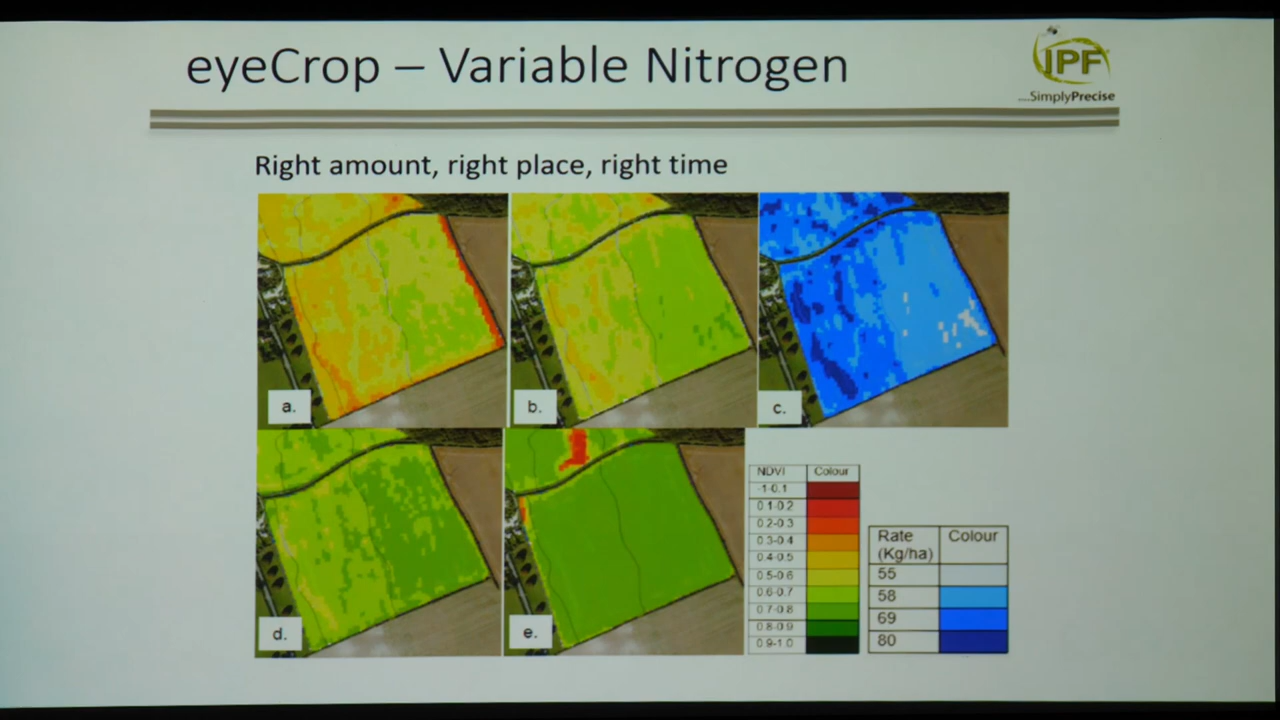 eyeCrop – Variable Nitrogen
IPF
....SimplyPrecise
Right amount, right place, right time
a.
b.
c.
d.
e.
NDVI Colour
-1-0.1
0.1-0.2
0.2-0.3
0.3-0.4
0.4-0.5
0.5-0.6
0.6-0.7
0.7-0.8
0.8-0.9
0.9-1.0
Rate Colour
(Kg/ha)
55
58
69
80